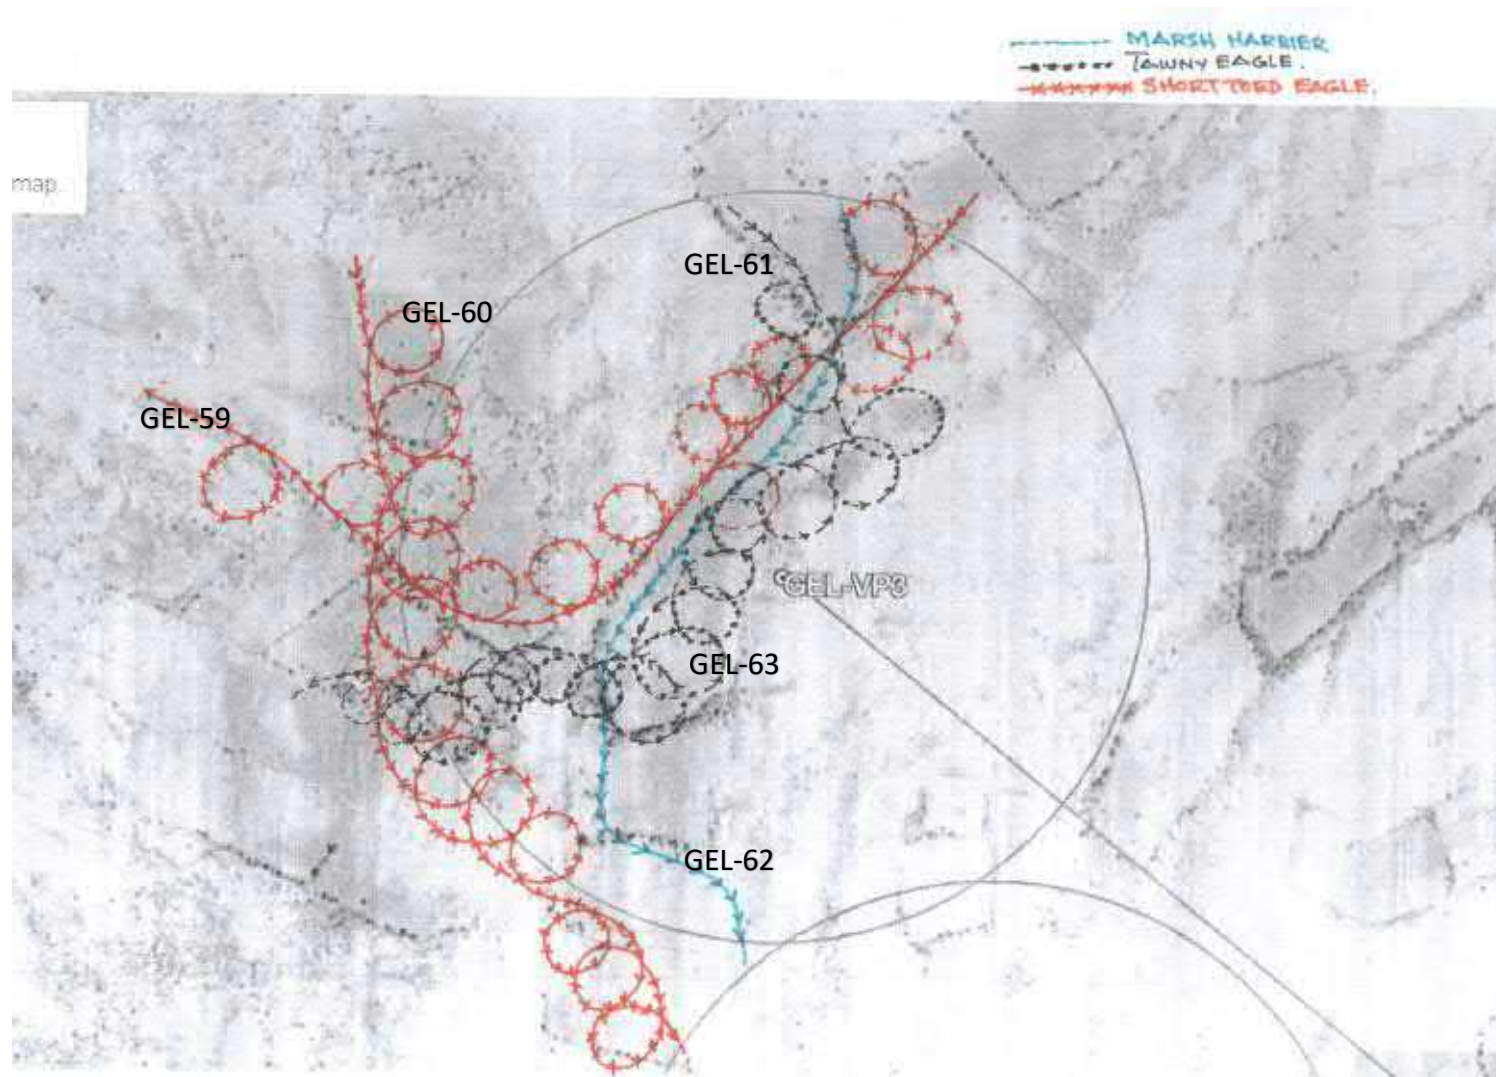 MARSH HARRIER
TAWNY EAGLE.
SHORT TOED EAGLE.
map.
GEL-61
GEL-60
GEL-59
GEL-VP3
GEL-63
GEL-62